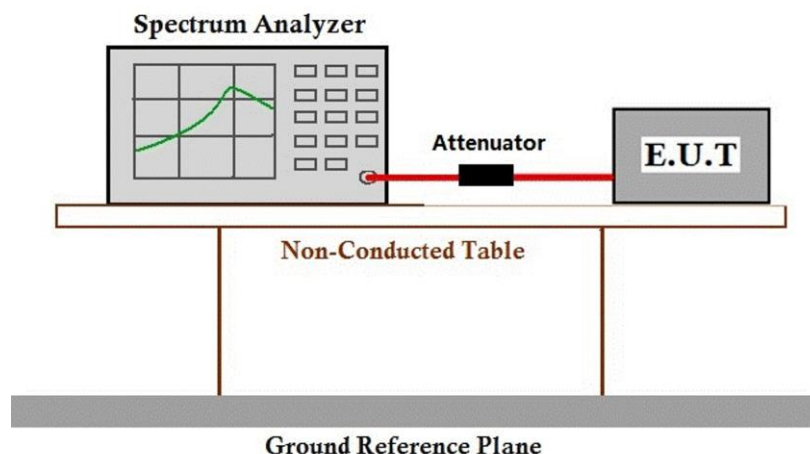 Spectrum Analyzer
Attenuator
E.U.T
Non-Conducted Table
Ground Reference Plane